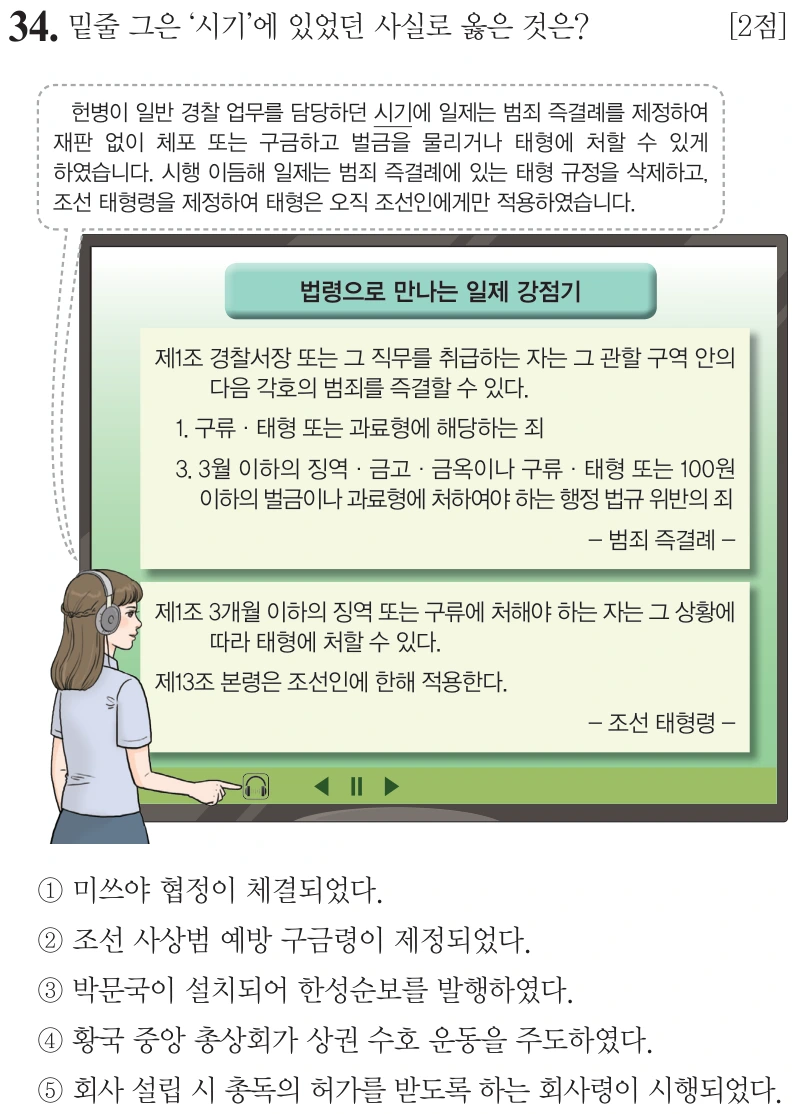 34. 밑줄 그은 ‘시기’에 있었던 사실로 옳은 것은? [2점]
헌병이 일반 경찰 업무를 담당하던 시기에 일제는 범죄 즉결례를 제정하여
재판 없이 체포 또는 구금하고 벌금을 물리거나 태형에 처할 수 있게
하였습니다. 시행 이듬해 일제는 범죄 즉결례에 있는 태형 규정을 삭제하고,
조선 태형령을 제정하여 태형은 오직 조선인에게만 적용하였습니다.
법령으로 만나는 일제 강점기
제1조 경찰서장 또는 그 직무를 취급하는 자는 그 관할 구역 안의
다음 각호의 범죄를 즉결할 수 있다.
1. 구류 · 태형 또는 과료형에 해당하는 죄
3. 3월 이하의 징역 · 금고 · 금옥이나 구류 · 태형 또는 100원
이하의 벌금이나 과료형에 처하여야 하는 행정 법규 위반의 죄
– 범죄 즉결례 –
제1조 3개월 이하의 징역 또는 구류에 처해야 하는 자는 그 상황에
따라 태형에 처할 수 있다.
제13조 본령은 조선인에 한해 적용한다.
– 조선 태형령 –
① 미쓰야 협정이 체결되었다.
② 조선 사상범 예방 구금령이 제정되었다.
③ 박문국이 설치되어 한성순보를 발행하였다.
④ 황국 중앙 총상회가 상권 수호 운동을 주도하였다.
⑤ 회사 설립 시 총독의 허가를 받도록 하는 회사령이 시행되었다.